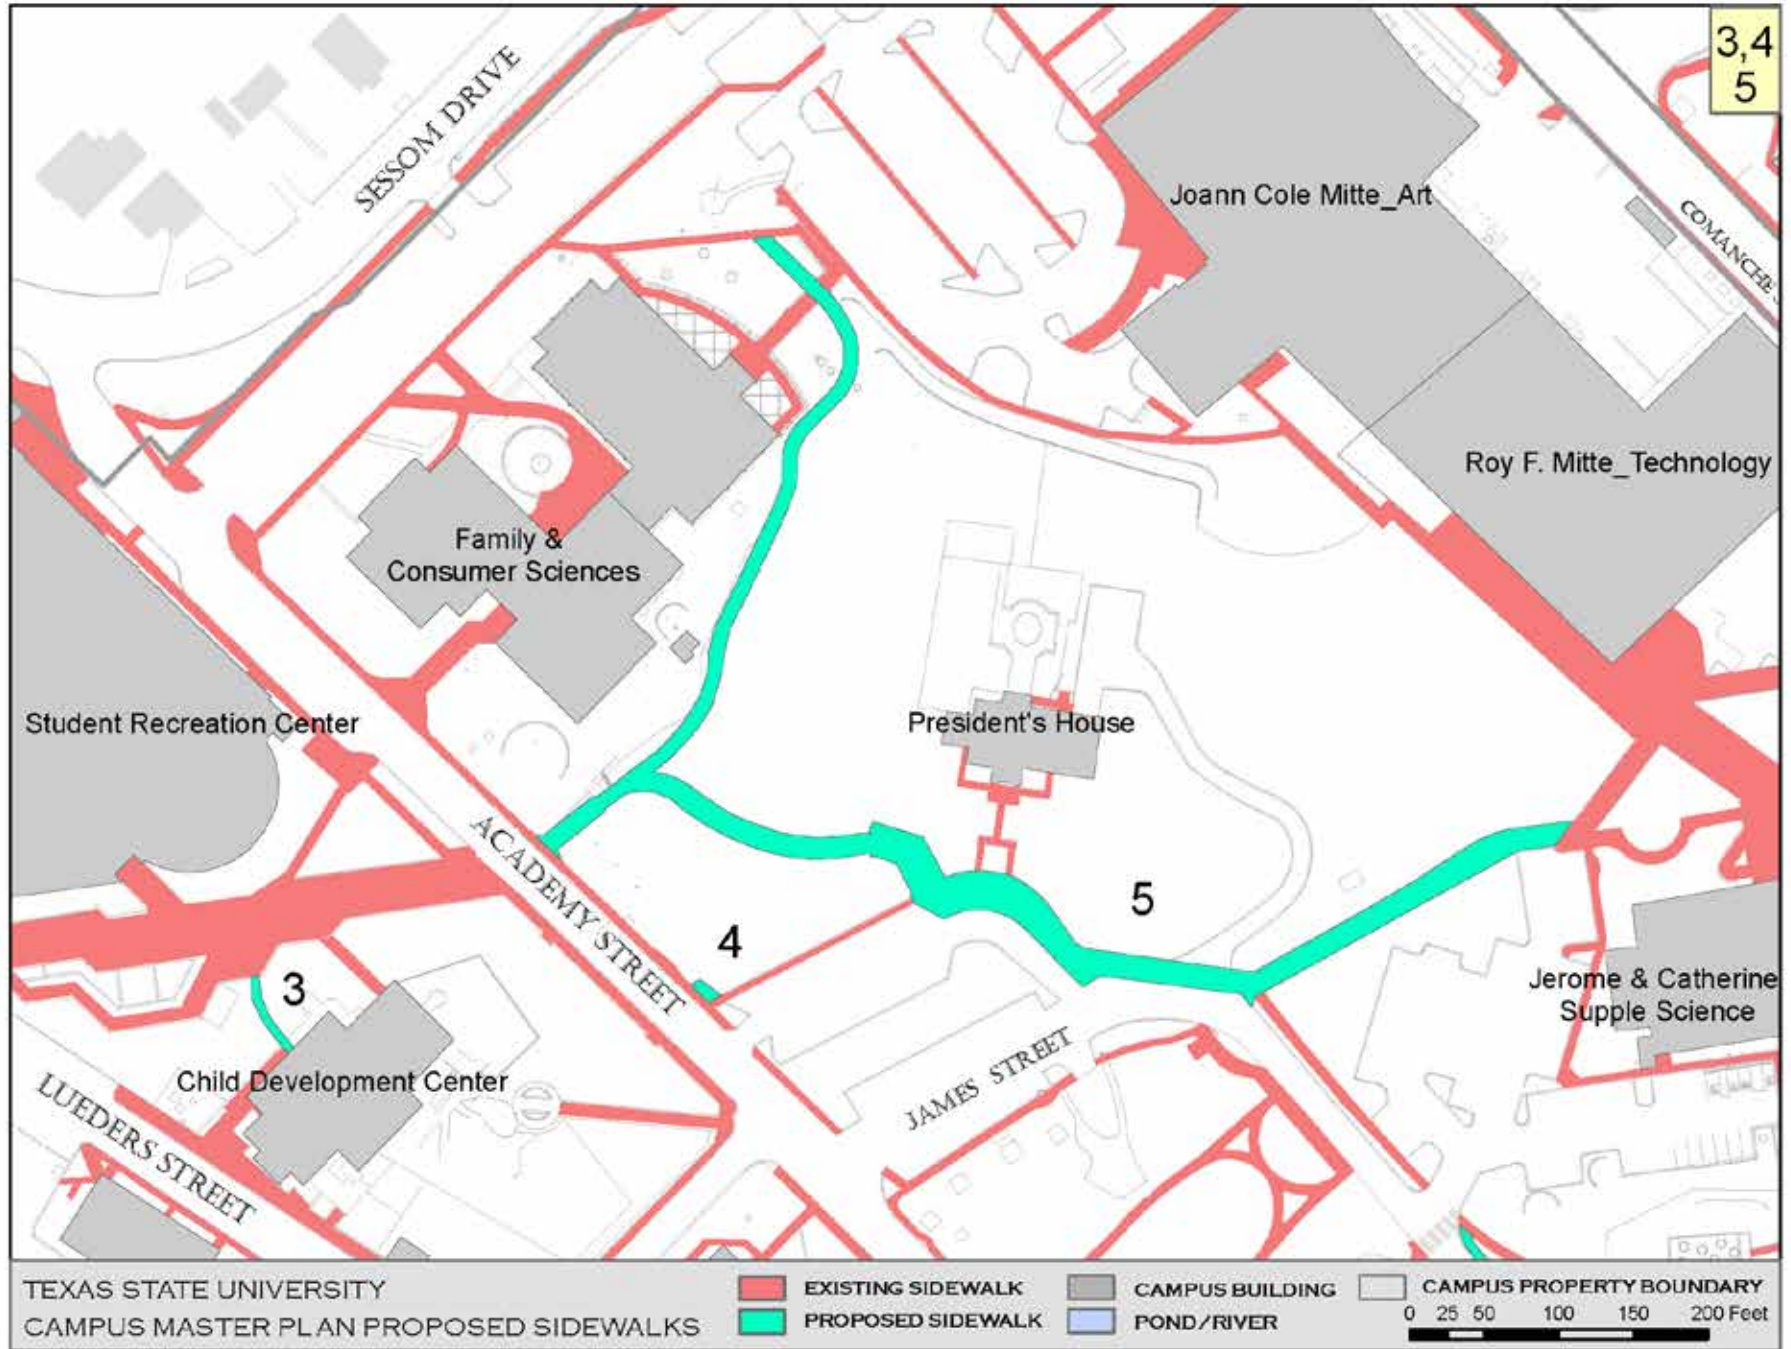 3,4
5
SESSOM DRIVE
Joann Cole Mitte_Art
COMANCHE
Roy F. Mitte_Technology
Family &
Consumer Sciences
Student Recreation Center
President's House
ACADEMY STREET
5
4
3
Jerome & Catherine
Supple Science
JAMES STREET
Child Development Center
LUEDERS STREET
TEXAS STATE UNIVERSITY
CAMPUS MASTER PLAN PROPOSED SIDEWALKS
EXISTING SIDEWALK
PROPOSED SIDEWALK
CAMPUS BUILDING
POND/RIVER
CAMPUS PROPERTY BOUNDARY
0 25 50 100 150 200 Feet